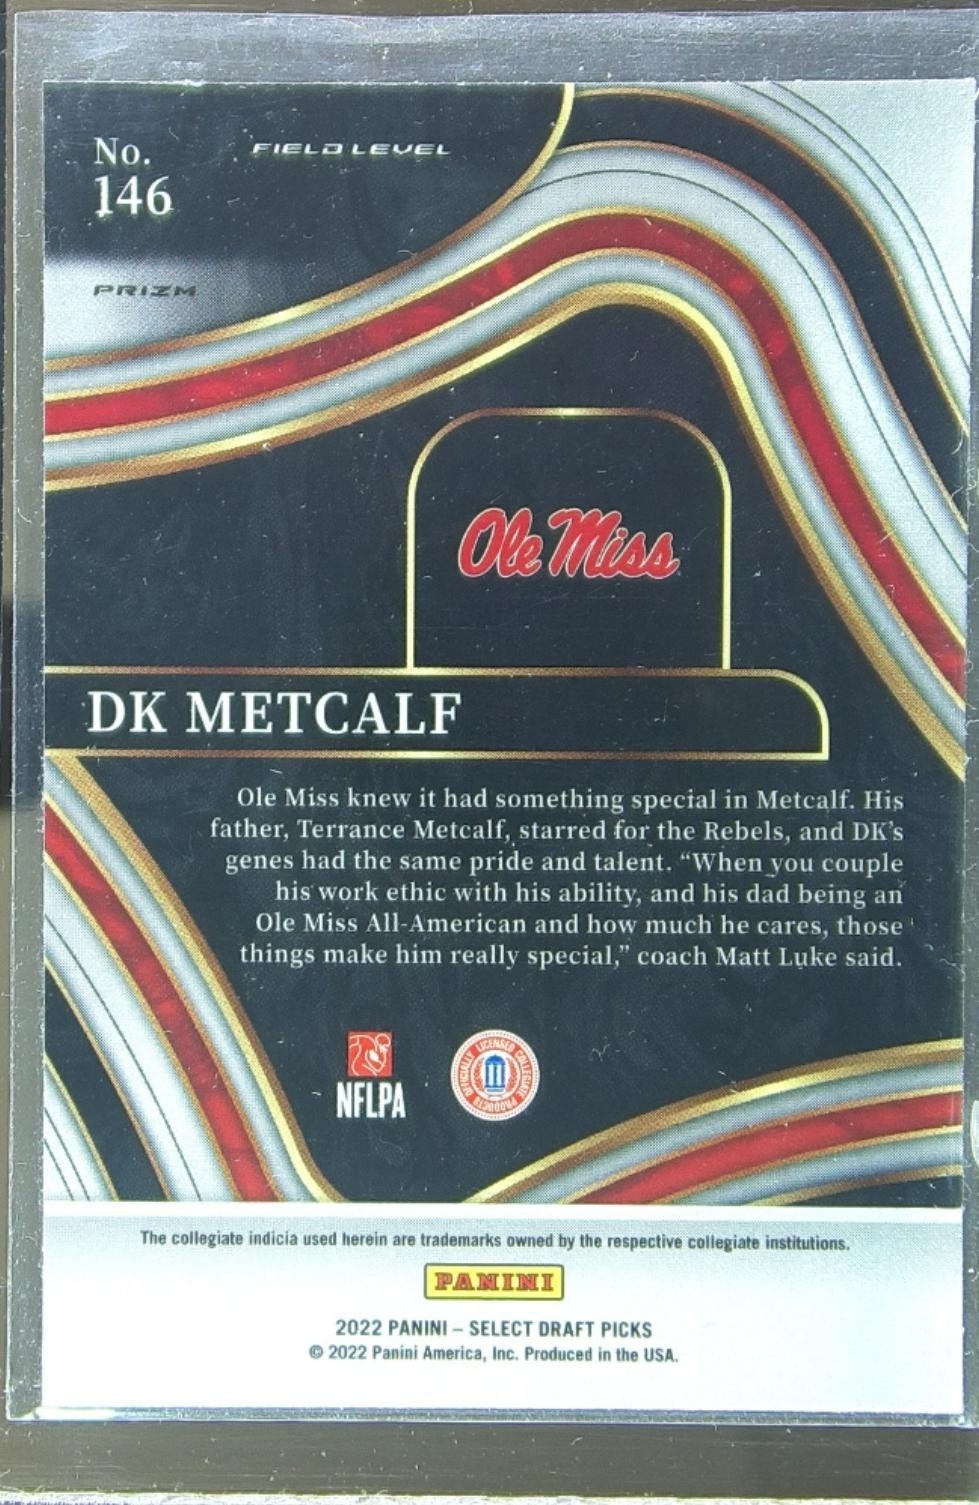 No.
146
FIELD LEVEL
PRIZM
Ole Miss
DK METCALF
Ole Miss knew it had something special in Metcalf. His
father, Terrance Metcalf, starred for the Rebels, and DK's
genes had the same pride and talent. “When you couple
his work ethic with his ability, and his dad being an
Ole Miss All-American and how much he cares, those
things make him really special,” coach Matt Luke said.
NFLPA
OFFICIALLY LICENSED COLLEGIATE PRODUCTS
The collegiate indicia used herein are trademarks owned by the respective collegiate institutions.
PANINI
2022 PANINI – SELECT DRAFT PICKS
© 2022 Panini America, Inc. Produced in the USA.